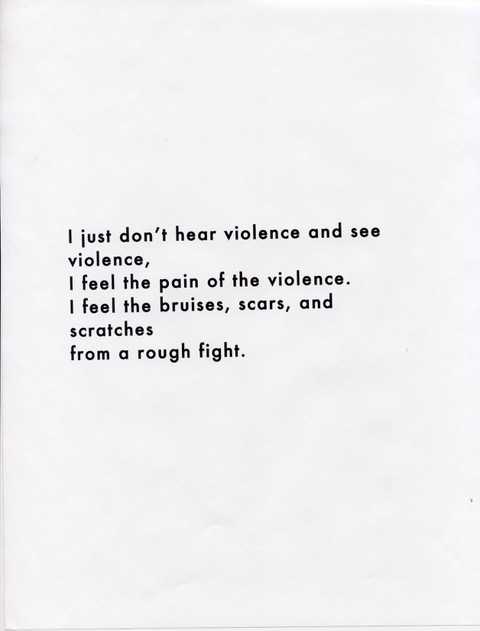 I just don't hear violence and see
violence,
I feel the pain of the violence.
I feel the bruises, scars, and
scratches
from a rough fight.